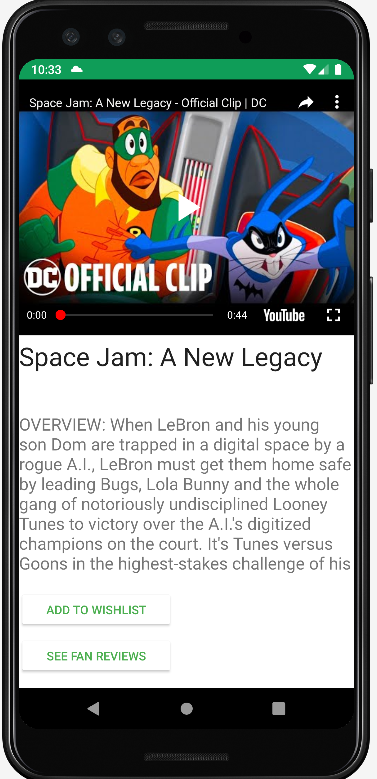 10:33
Space Jam: A New Legacy - Official Clip | DC
DC OFFICIAL CLIP
0:00
0:44
YouTube
Space Jam: A New Legacy
OVERVIEW: When LeBron and his young
son Dom are trapped in a digital space by a
rogue A.I., LeBron must get them home safe
by leading Bugs, Lola Bunny and the whole
gang of notoriously undisciplined Looney
Tunes to victory over the A.I.'s digitized
champions on the court. It's Tunes versus
Goons in the highest-stakes challenge of his
ADD TO WISHLIST
SEE FAN REVIEWS